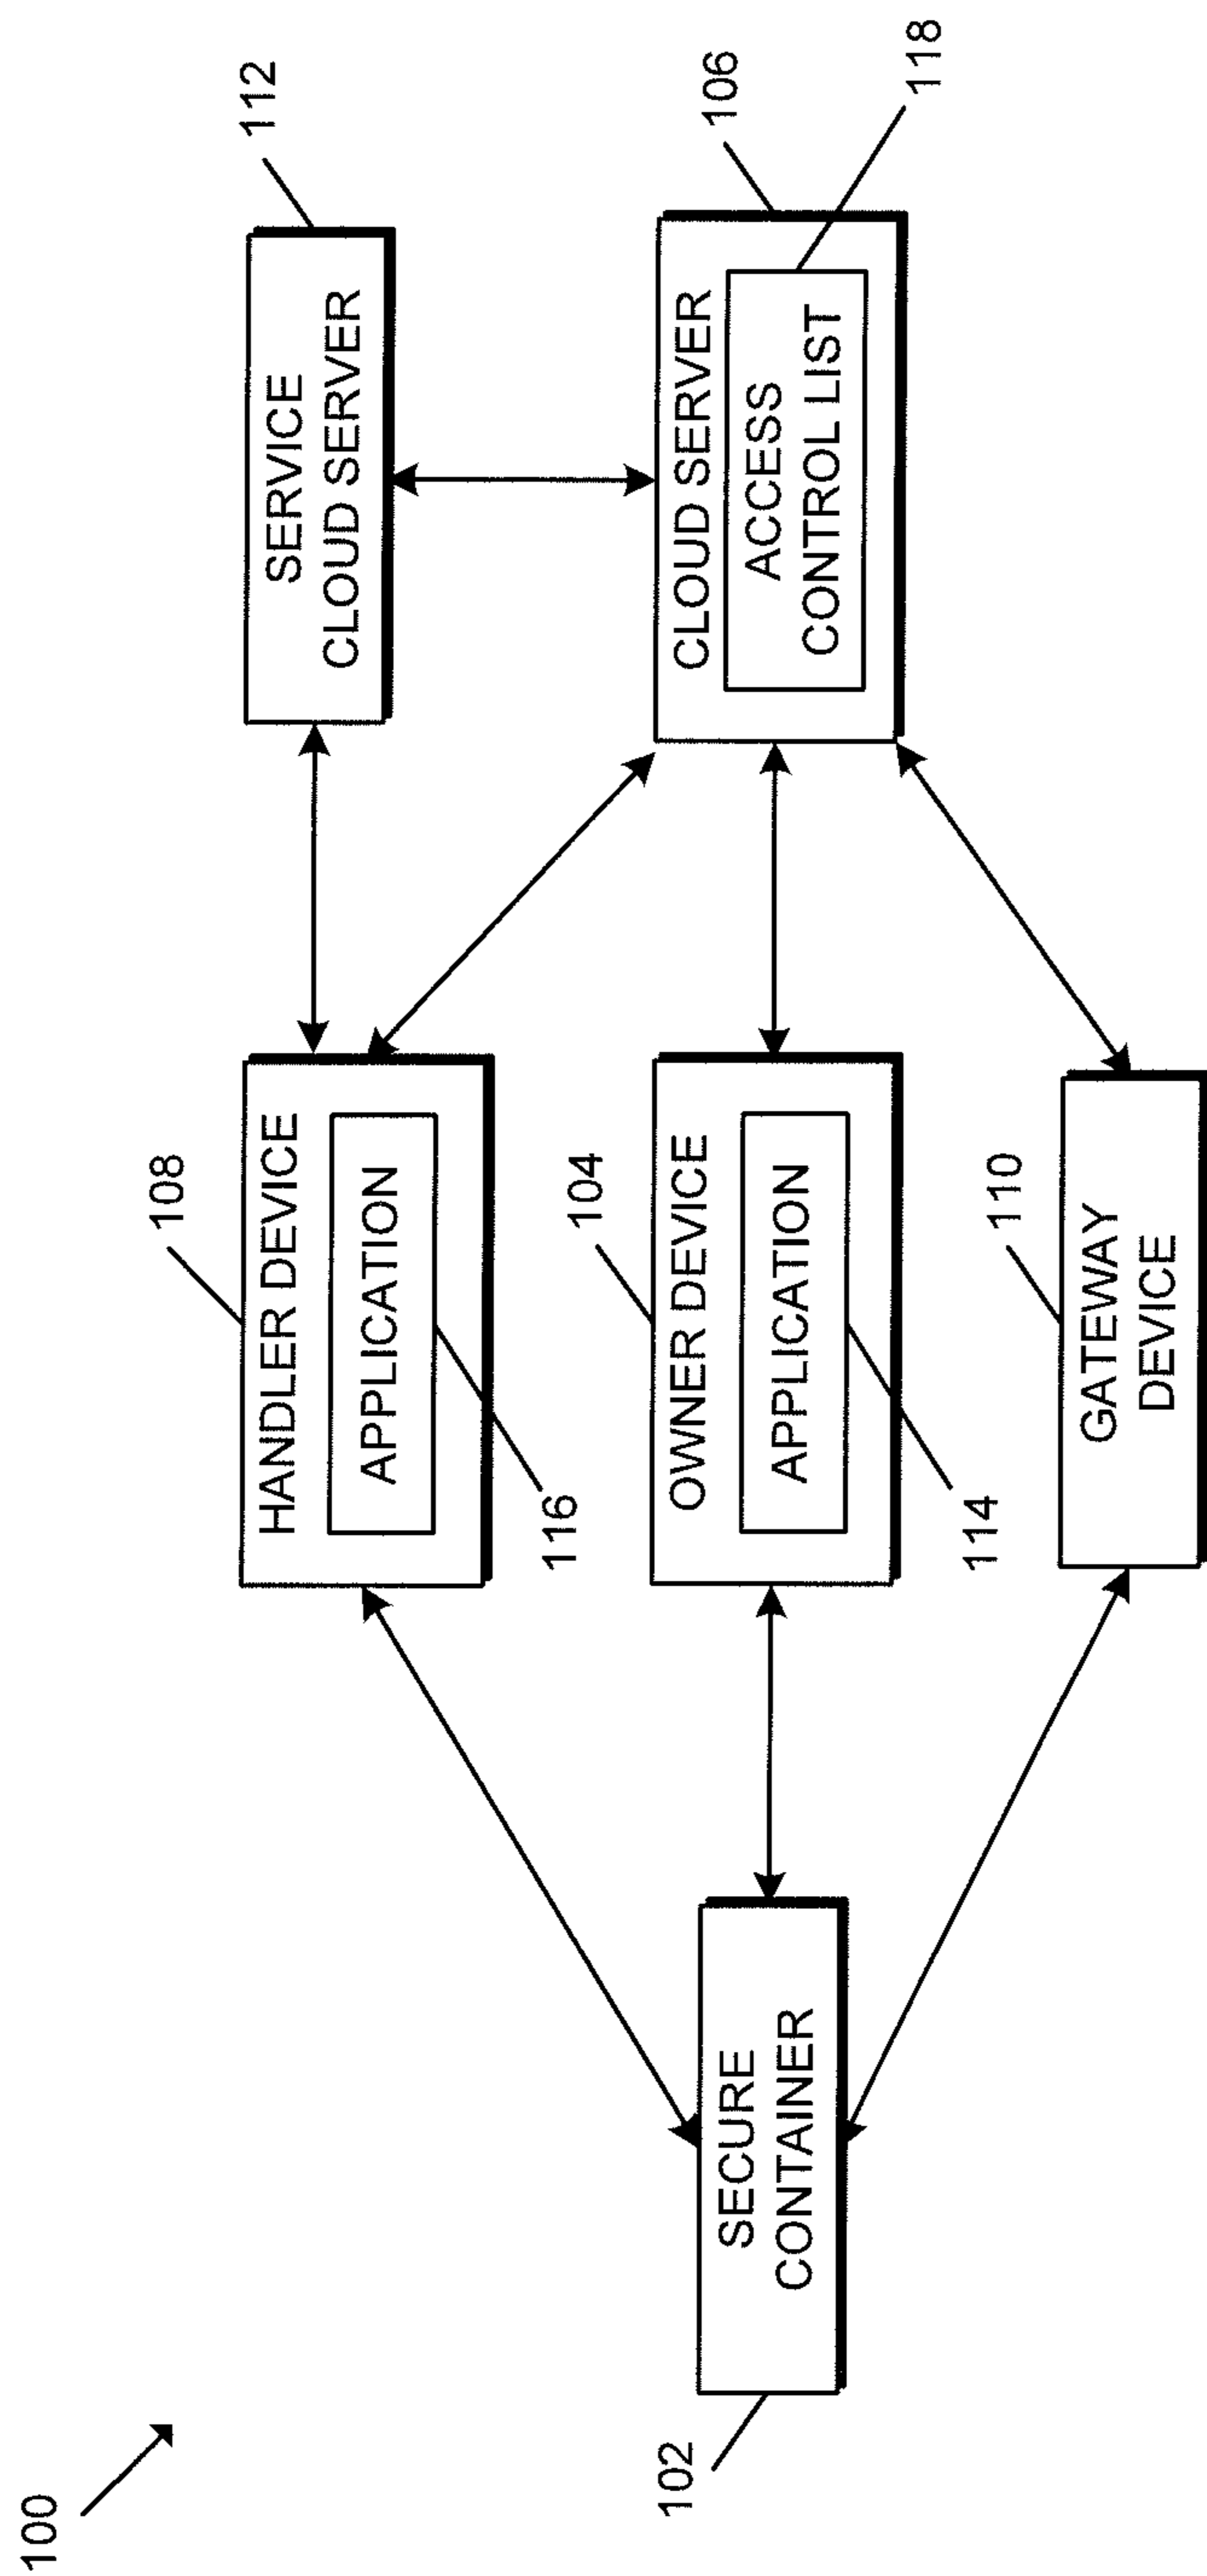 100
108
HANDLER DEVICE
APPLICATION
116
112
SERVICE
CLOUD SERVER
102
SECURE
CONTAINER
104
OWNER DEVICE
APPLICATION
114
106
CLOUD SERVER
ACCESS
CONTROL LIST
118
110
GATEWAY
DEVICE